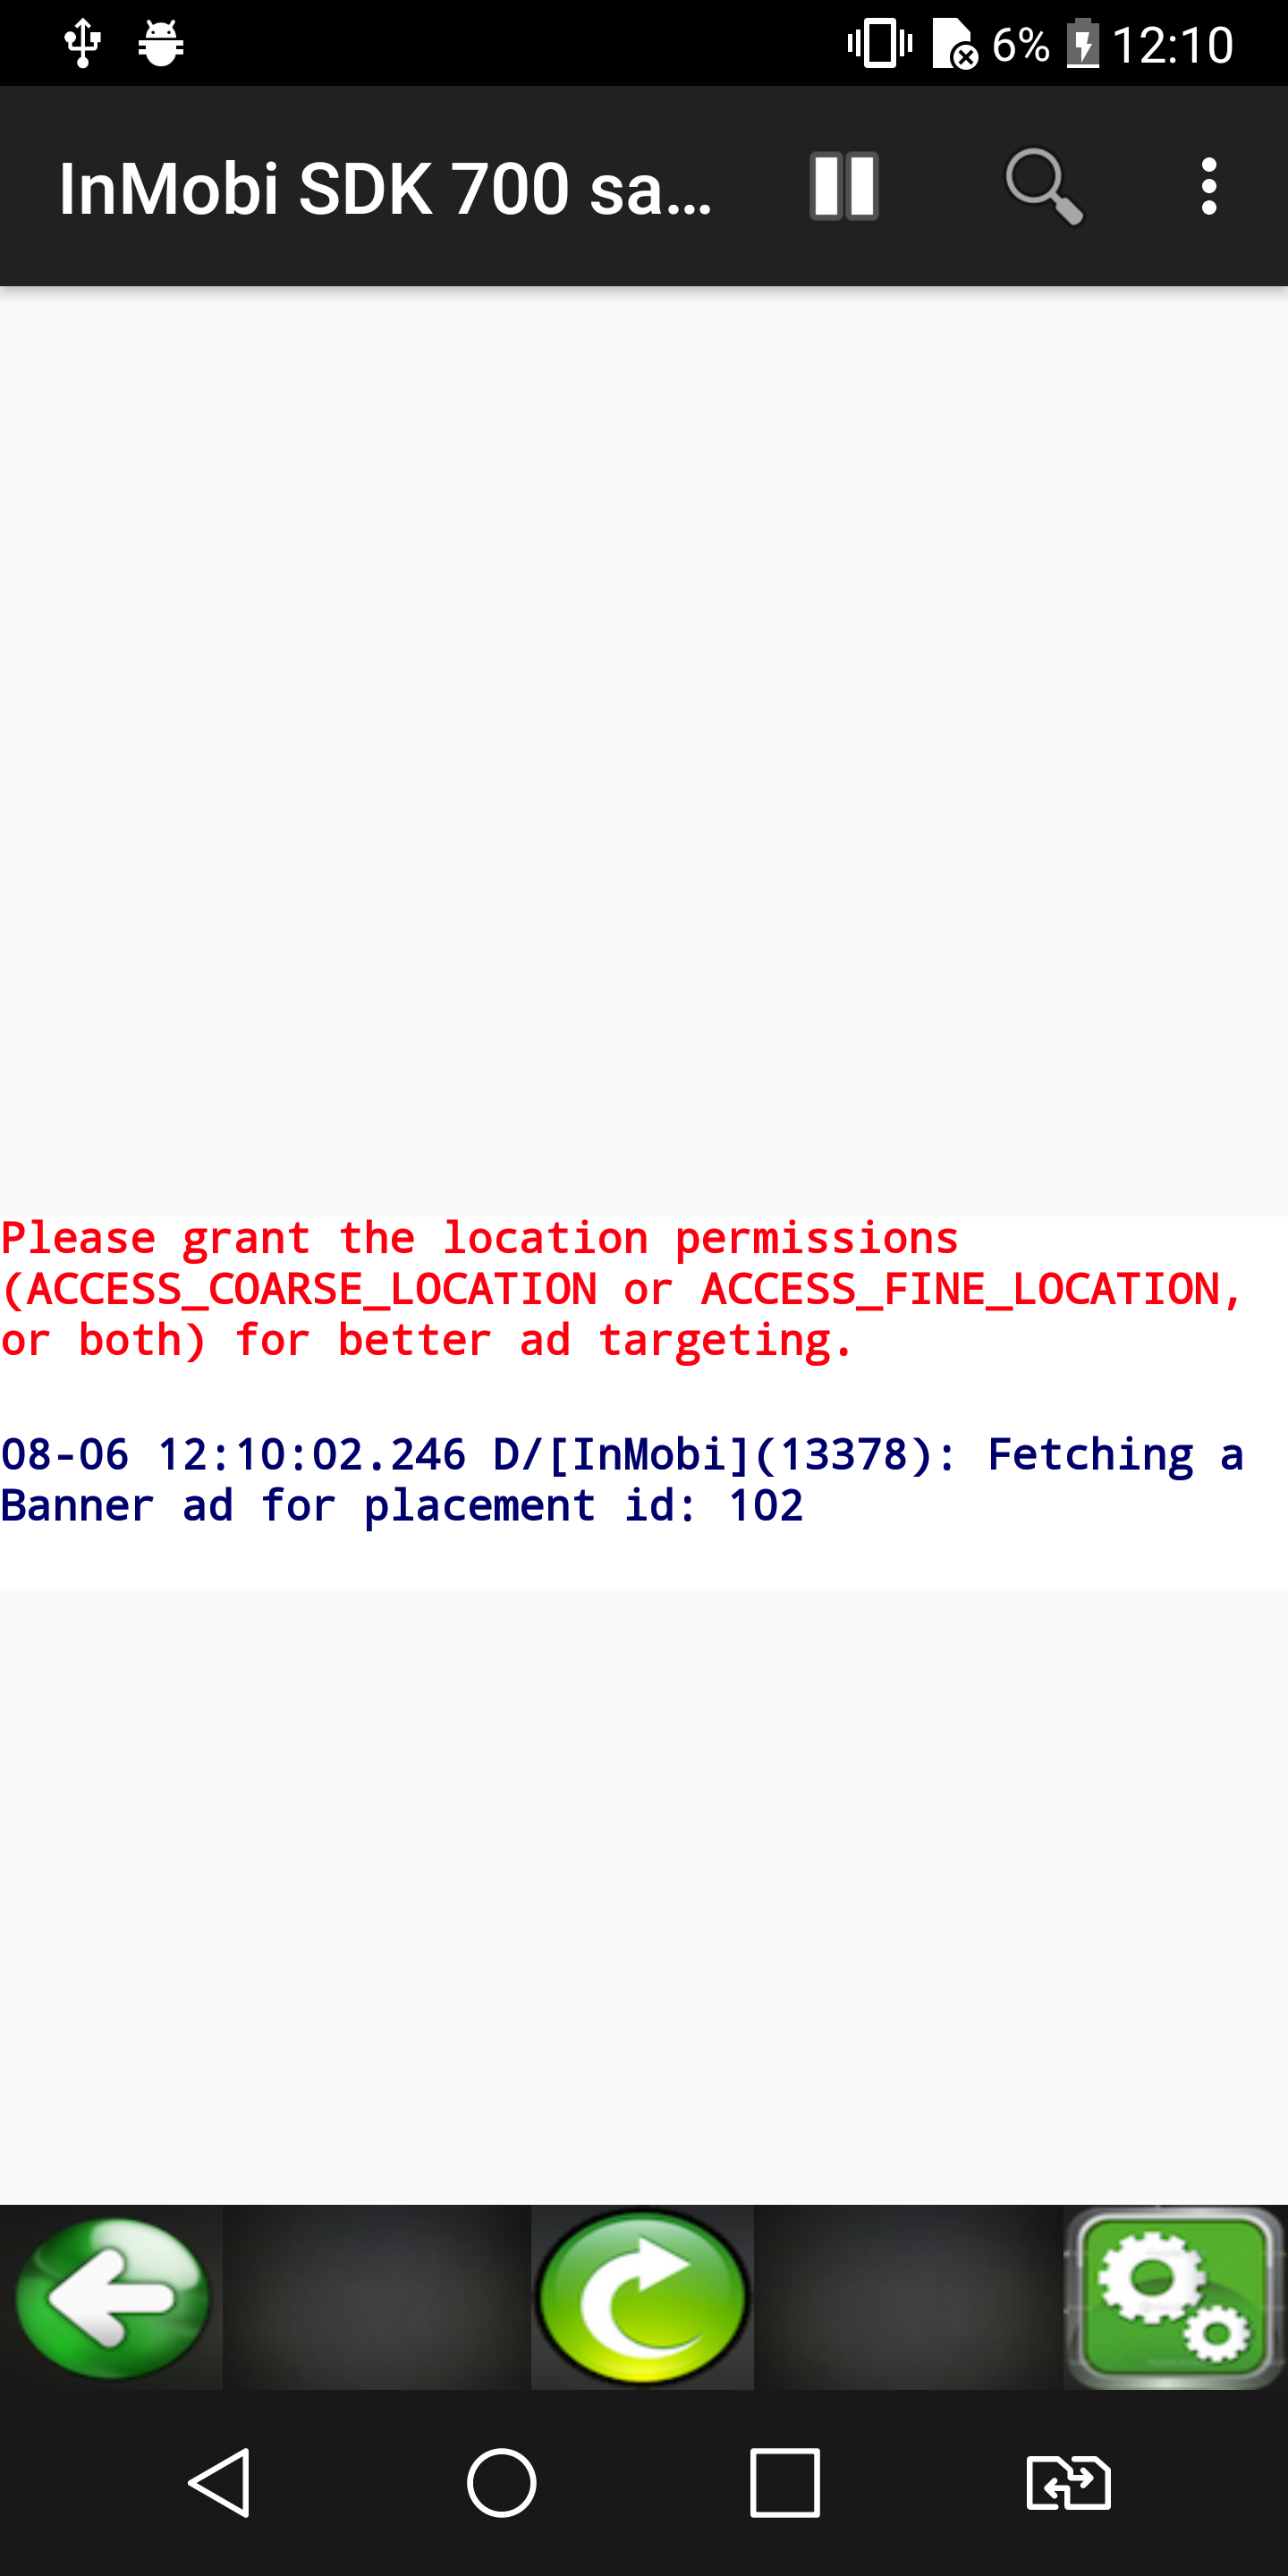 6% 12:10
InMobi SDK 700 sa...
Please grant the location permissions
(ACCESS_COARSE_LOCATION or ACCESS_FINE_LOCATION,
or both) for better ad targeting.
08-06 12:10:02.246 D/[InMobi](13378): Fetching a
Banner ad for placement id: 102